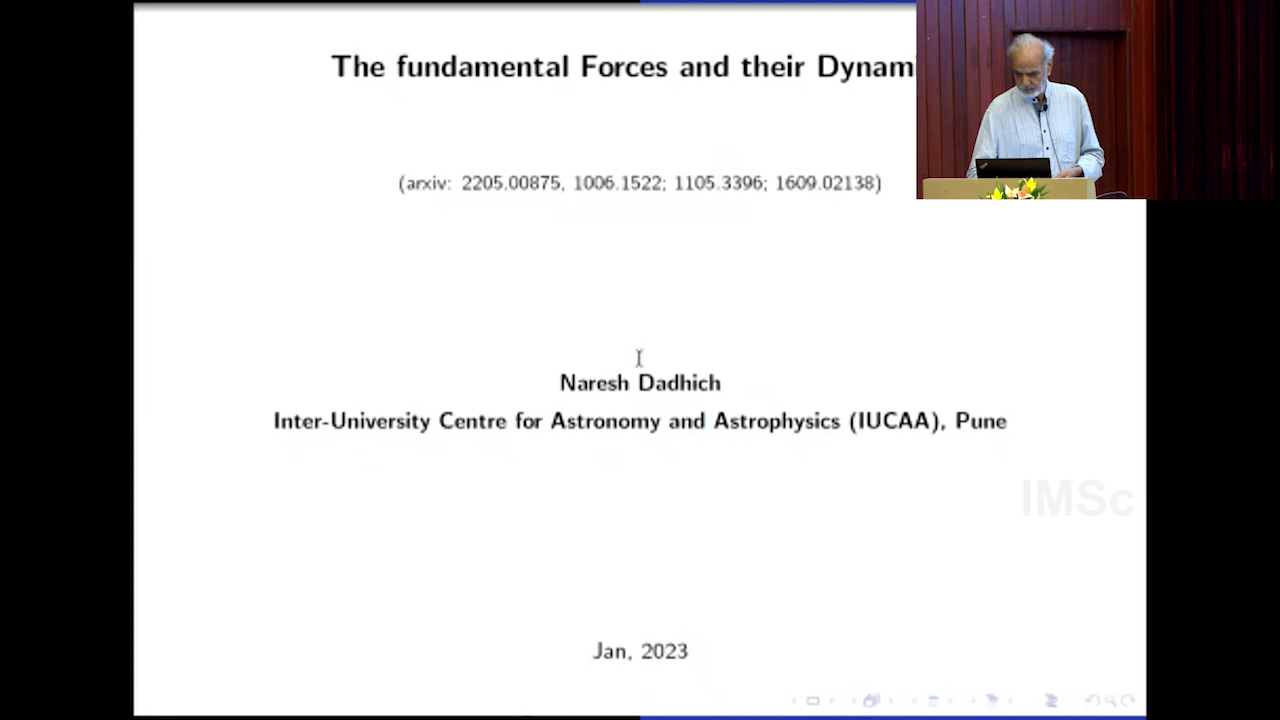 The fundamental Forces and their Dynami
(arxiv: 2205.00875, 1006.1522; 1105.3396; 1609.02138)
Naresh Dadhich
Inter-University Centre for Astronomy and Astrophysics (IUCAA), Pune
IMSc
Jan, 2023